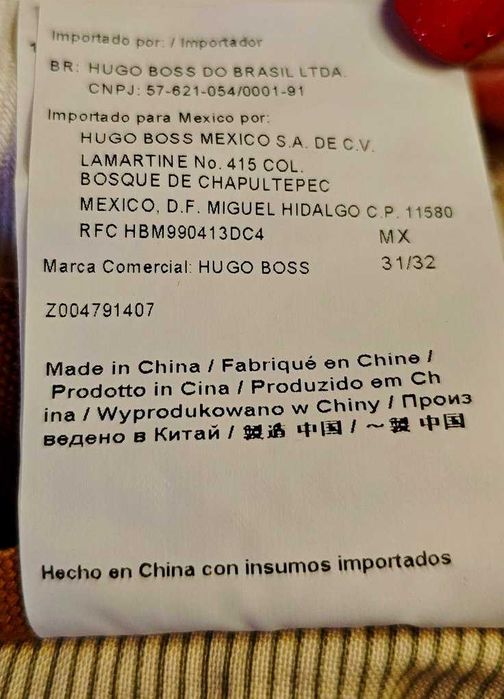 Importado por: / Importador
BR: HUGO BOSS DO BRASIL LTDA.
CNPJ: 57-621-054/0001-91
Importado para Mexico por:
HUGO BOSS MEXICO S.A. DE C.V.
LAMARTINE No. 415 COL.
BOSQUE DE CHAPULTEPEC
MEXICO, D.F. MIGUEL HIDALGO C.P. 11580
RFC HBM990413DC4 MX
Marca Comercial: HUGO BOSS 31/32
Z004791407
Made in China / Fabriqué en Chine /
Prodotto in Cina / Produzido em Ch
ina / Wyprodukowano w Chiny / Произ
ведено в Китай / 製造 中国 / ~製 中国
Hecho en China con insumos importados